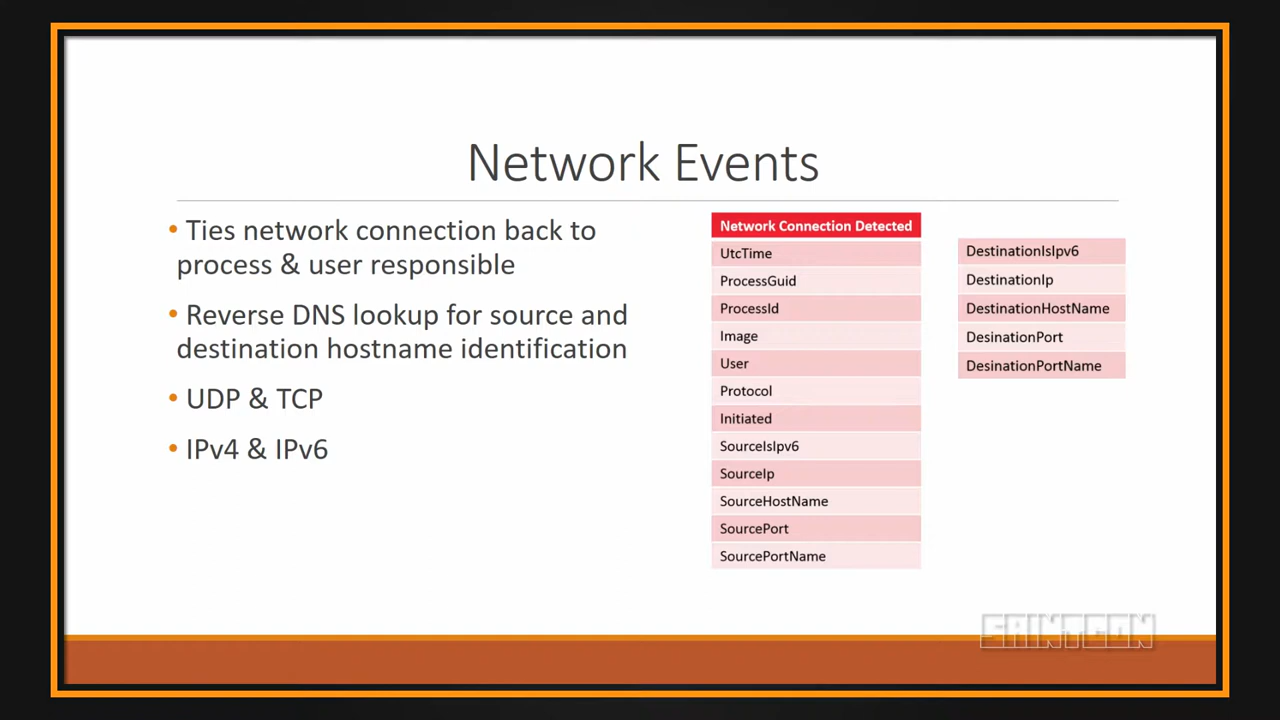 Network Events
• Ties network connection back to
process & user responsible
• Reverse DNS lookup for source and
destination hostname identification
• UDP & TCP
• IPv4 & IPv6
Network Connection Detected
UtcTime
ProcessGuid
ProcessId
Image
User
Protocol
Initiated
SourceIsIpv6
SourceIp
SourceHostName
SourcePort
SourcePortName
DestinationIsIpv6
DestinationIp
DestinationHostName
DesinationPort
DesinationPortName
SAINTCON